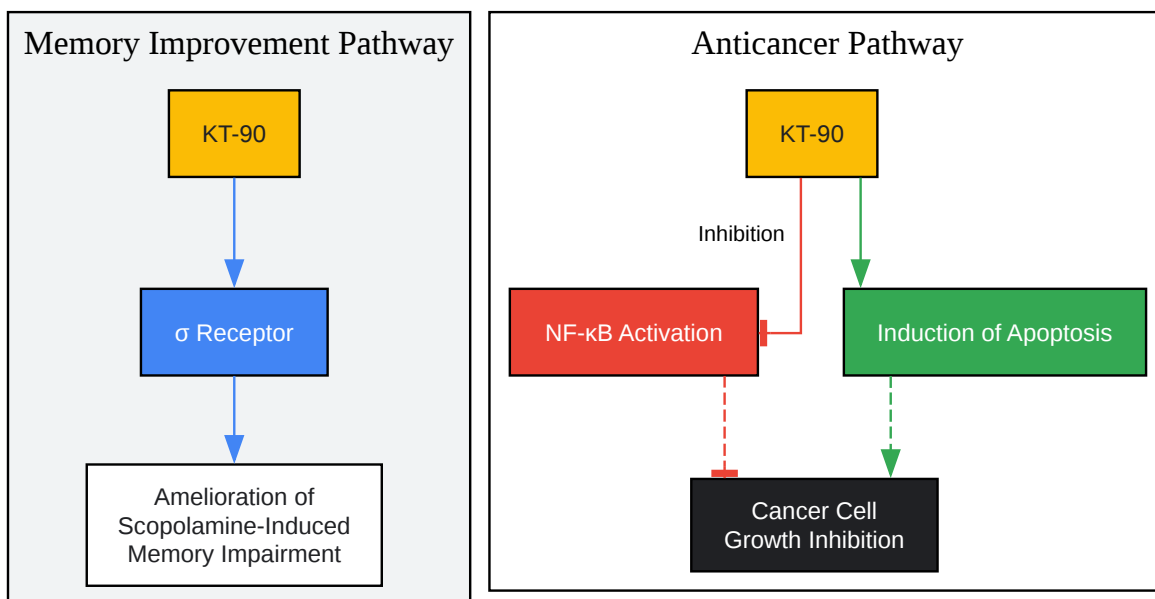 Memory Improvement Pathway
KT-90
σ Receptor
Amelioration of
Scopolamine-Induced
Memory Impairment
Anticancer Pathway
KT-90
Inhibition
NF-κB Activation
Induction of Apoptosis
Cancer Cell
Growth Inhibition